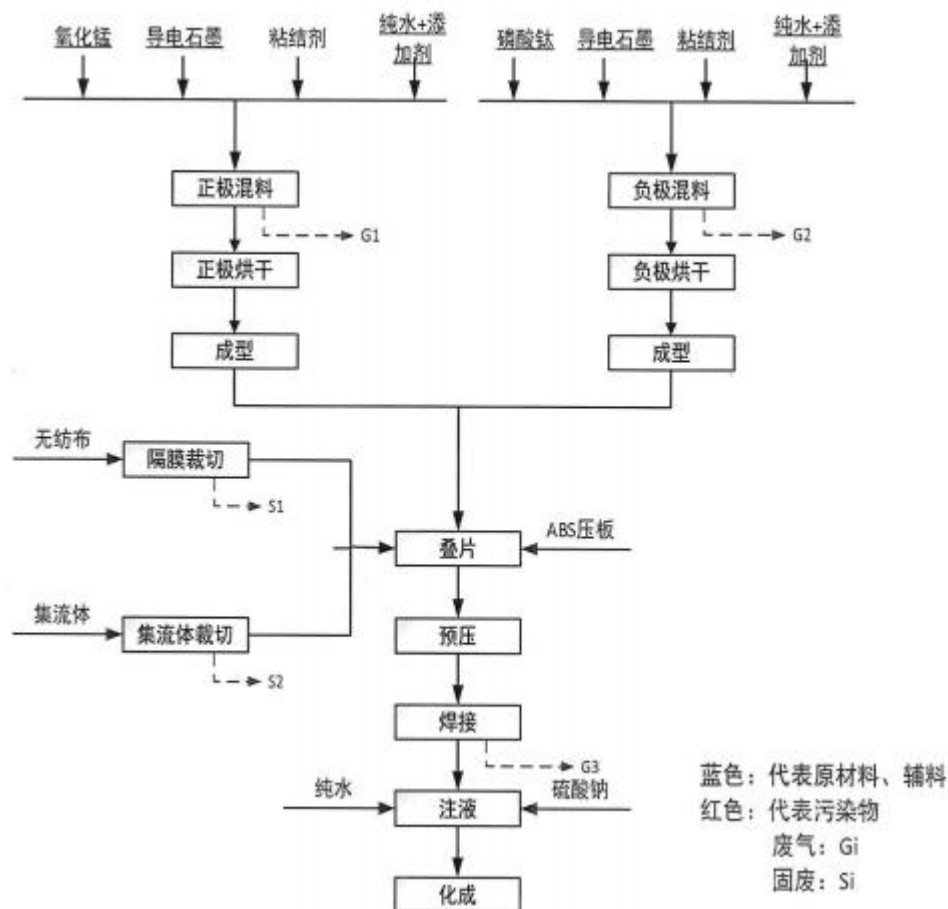 氧化锰 导电石墨 粘结剂 纯水+添
加剂
磷酸钛 导电石墨 粘结剂 纯水+添
加剂
正极混料
G1
负极混料
G2
正极烘干
负极烘干
成型
成型
无纺布
隔膜裁切
S1
ABS压板
叠片
集流体
集流体裁切
S2
预压
焊接
G3
纯水
硫酸钠
注液
化成
蓝色：代表原材料、辅料
红色：代表污染物
废气：Gi
固废：Si